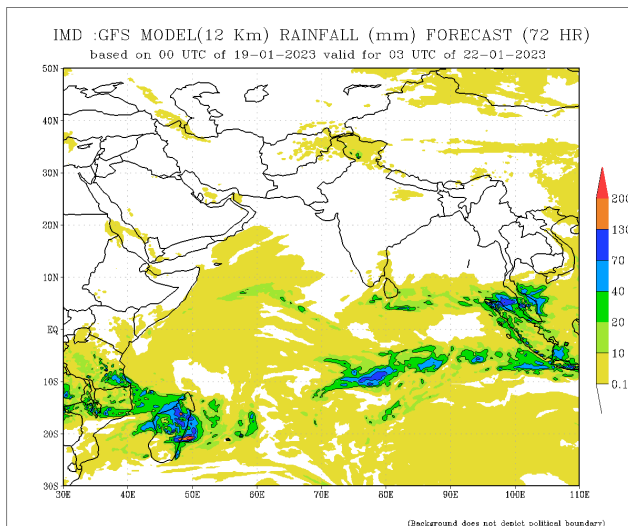 IMD :GFS MODEL(12 Km) RAINFALL (mm) FORECAST (72 HR)
based on 00 UTC of 19-01-2023 valid for 03 UTC of 22-01-2023
50N
40N
30N
20N
10N
EQ
10S
20S
30S
30E 40E 50E 60E 70E 80E 90E 100E 110E
200
130
70
40
20
10
0.1
(Background does not depict political boundary)